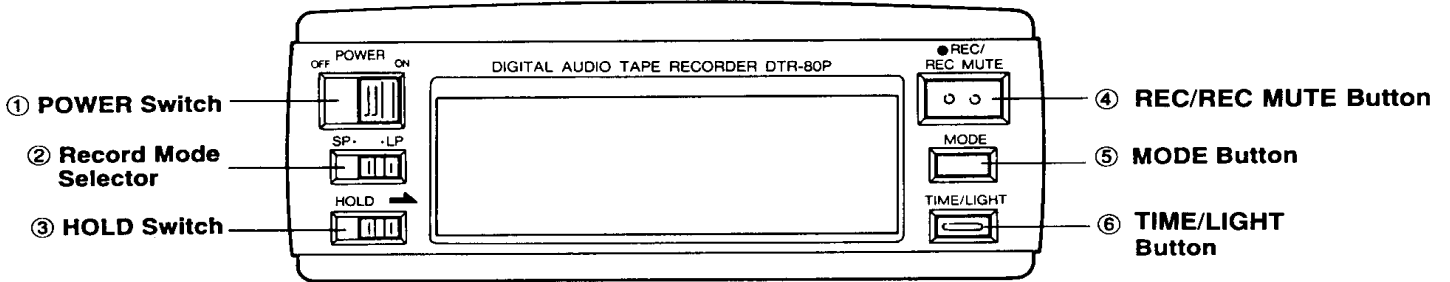 OFF POWER ON
DIGITAL AUDIO TAPE RECORDER DTR-80P
●REC/
REC MUTE
① POWER Switch
④ REC/REC MUTE Button
SP• •LP
MODE
② Record Mode
Selector
⑤ MODE Button
HOLD
TIME/LIGHT
③ HOLD Switch
⑥ TIME/LIGHT
Button